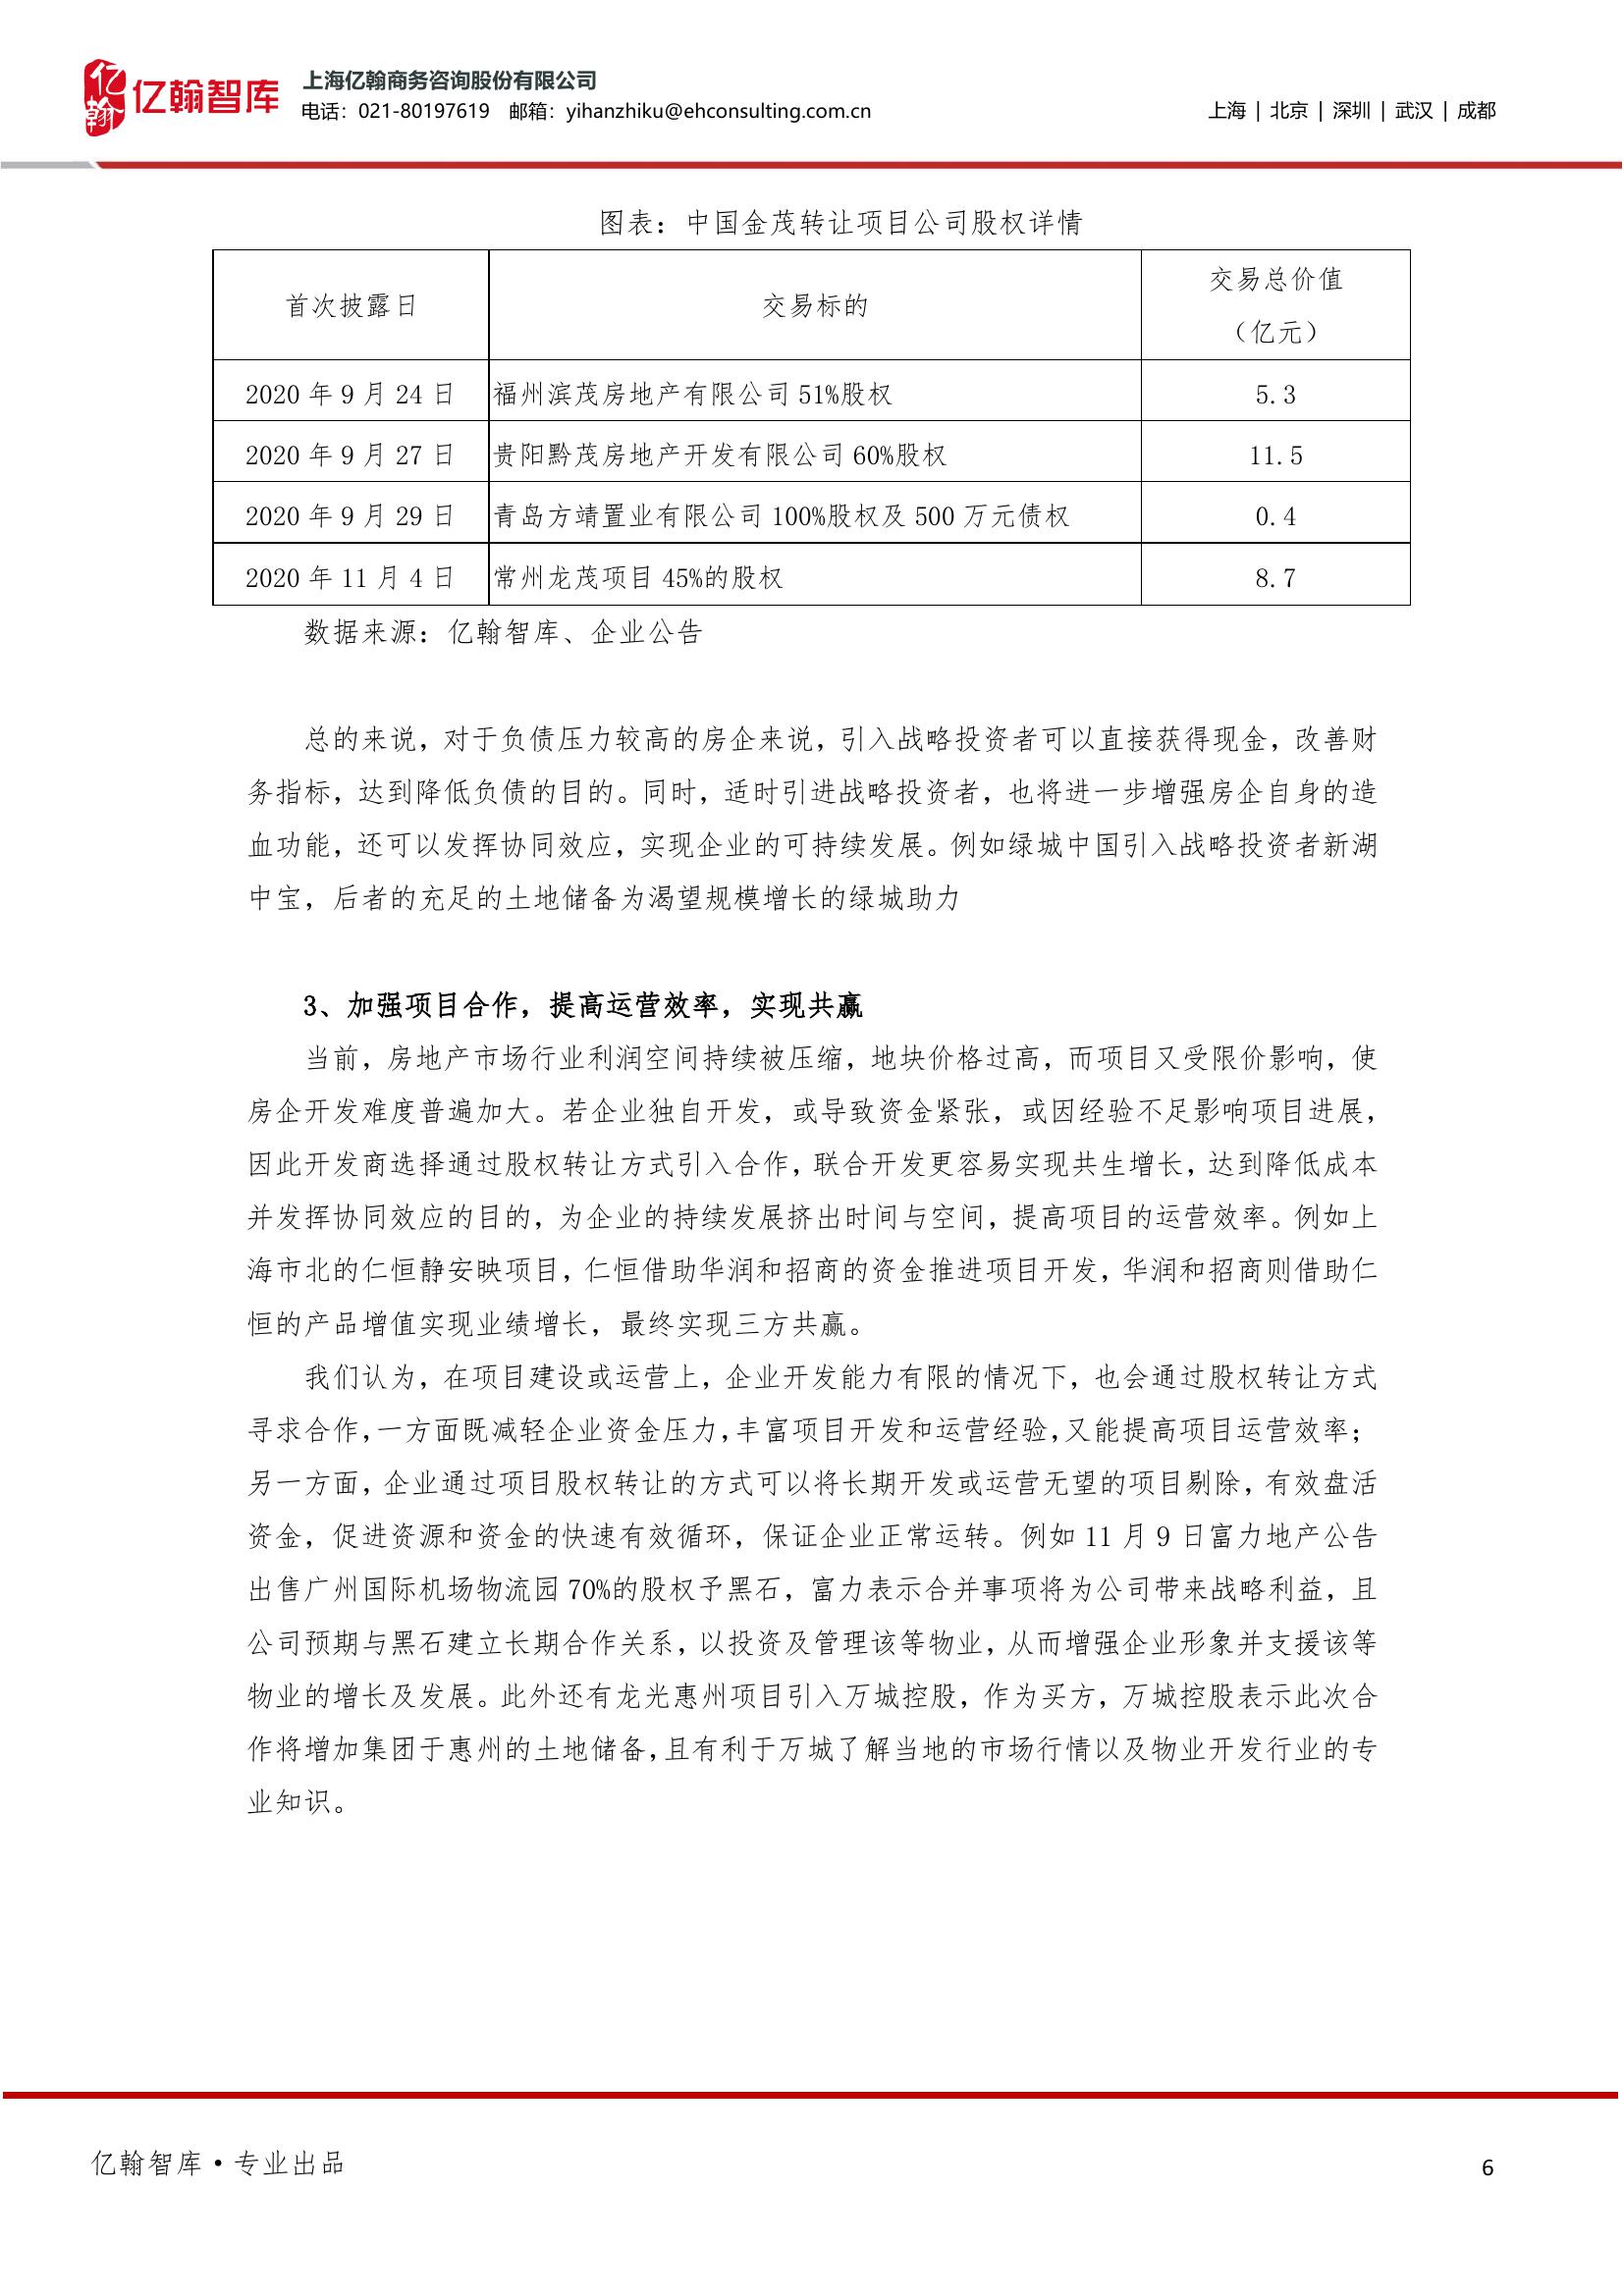 亿翰
亿翰智库
上海亿翰商务咨询股份有限公司
电话：021-80197619 邮箱：yihanzhiku@ehconsulting.com.cn
上海 | 北京 | 深圳 | 武汉 | 成都
图表：中国金茂转让项目公司股权详情
首次披露日 交易标的 交易总价值
（亿元）
2020 年 9 月 24 日 福州滨茂房地产有限公司 51%股权 5.3
2020 年 9 月 27 日 贵阳黔茂房地产开发有限公司 60%股权 11.5
2020 年 9 月 29 日 青岛方靖置业有限公司 100%股权及 500 万元债权 0.4
2020 年 11 月 4 日 常州龙茂项目 45%的股权 8.7
数据来源：亿翰智库、企业公告
总的来说，对于负债压力较高的房企来说，引入战略投资者可以直接获得现金，改善财
务指标，达到降低负债的目的。同时，适时引进战略投资者，也将进一步增强房企自身的造
血功能，还可以发挥协同效应，实现企业的可持续发展。例如绿城中国引入战略投资者新湖
中宝，后者的充足的土地储备为渴望规模增长的绿城助力
3、加强项目合作，提高运营效率，实现共赢
当前，房地产市场行业利润空间持续被压缩，地块价格过高，而项目又受限价影响，使
房企开发难度普遍加大。若企业独自开发，或导致资金紧张，或因经验不足影响项目进展，
因此开发商选择通过股权转让方式引入合作，联合开发更容易实现共生增长，达到降低成本
并发挥协同效应的目的，为企业的持续发展挤出时间与空间，提高项目的运营效率。例如上
海市北的仁恒静安映项目，仁恒借助华润和招商的资金推进项目开发，华润和招商则借助仁
恒的产品增值实现业绩增长，最终实现三方共赢。
我们认为，在项目建设或运营上，企业开发能力有限的情况下，也会通过股权转让方式
寻求合作，一方面既减轻企业资金压力，丰富项目开发和运营经验，又能提高项目运营效率；
另一方面，企业通过项目股权转让的方式可以将长期开发或运营无望的项目剔除，有效盘活
资金，促进资源和资金的快速有效循环，保证企业正常运转。例如 11 月 9 日富力地产公告
出售广州国际机场物流园 70%的股权予黑石，富力表示合并事项将为公司带来战略利益，且
公司预期与黑石建立长期合作关系，以投资及管理该等物业，从而增强企业形象并支援该等
物业的增长及发展。此外还有龙光惠州项目引入万城控股，作为买方，万城控股表示此次合
作将增加集团于惠州的土地储备，且有利于万城了解当地的市场行情以及物业开发行业的专
业知识。
亿翰智库·专业出品
6